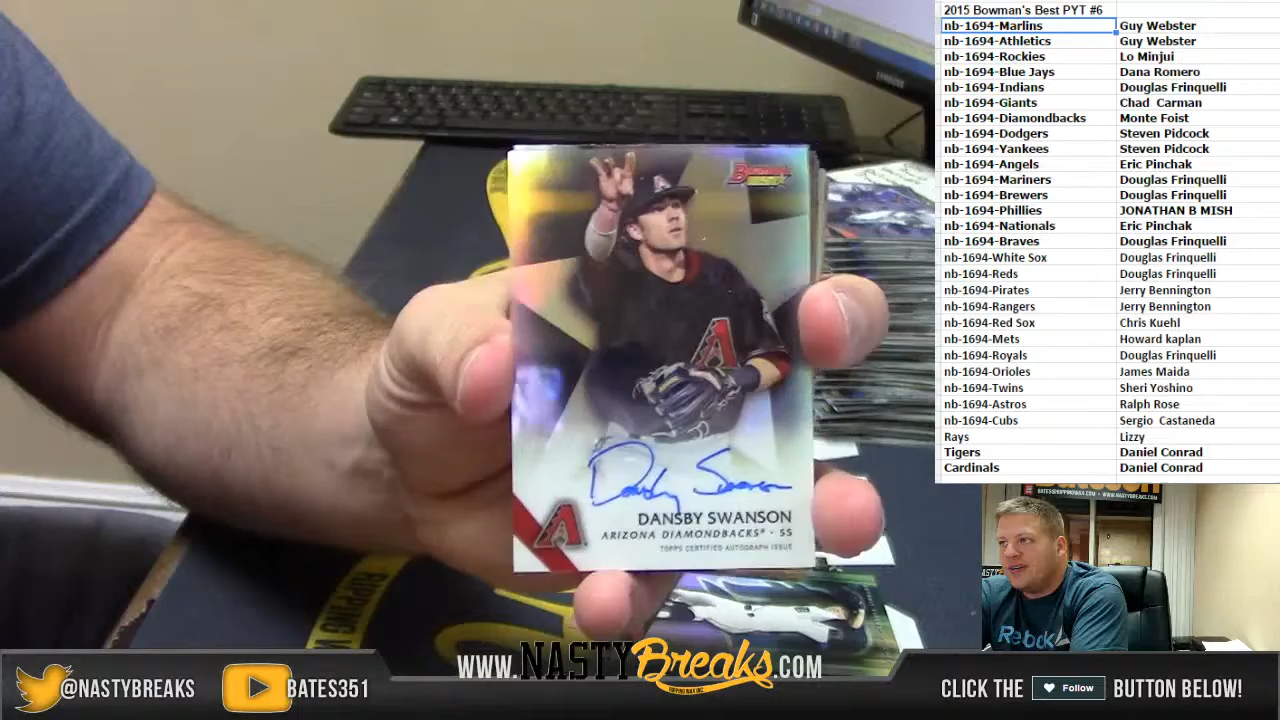 2015 Bowman's Best PYT #6
nb-1694-Marlins Guy Webster
nb-1694-Athletics Guy Webster
nb-1694-Rockies Lo Minjui
nb-1694-Blue Jays Dana Romero
nb-1694-Indians Douglas Frinquelli
nb-1694-Giants Chad Carman
nb-1694-Diamondbacks Monte Foist
nb-1694-Dodgers Steven Pidcock
nb-1694-Yankees Steven Pidcock
nb-1694-Angels Eric Pinchak
nb-1694-Mariners Douglas Frinquelli
nb-1694-Brewers Douglas Frinquelli
nb-1694-Phillies JONATHAN B MISH
nb-1694-Nationals Eric Pinchak
nb-1694-Braves Douglas Frinquelli
nb-1694-White Sox Douglas Frinquelli
nb-1694-Reds Douglas Frinquelli
nb-1694-Pirates Jerry Bennington
nb-1694-Rangers Jerry Bennington
nb-1694-Red Sox Chris Kuehl
nb-1694-Mets Howard kaplan
nb-1694-Royals Douglas Frinquelli
nb-1694-Orioles James Maida
nb-1694-Twins Sheri Yoshino
nb-1694-Astros Ralph Rose
nb-1694-Cubs Sergio Castaneda
Rays Lizzy
Tigers Daniel Conrad
Cardinals Daniel Conrad
Bowman's
Best
A
A
Dansby Swanson
DANSBY SWANSON
ARIZONA DIAMONDBACKS® · SS
TOPPS CERTIFIED AUTOGRAPH ISSUE
A
RIPPING
Reebok
@NASTYBREAKS
BATES351
WWW.NASTYBreaks.COM
RIPPING WAX INC.
CLICK THE Follow BUTTON BELOW!